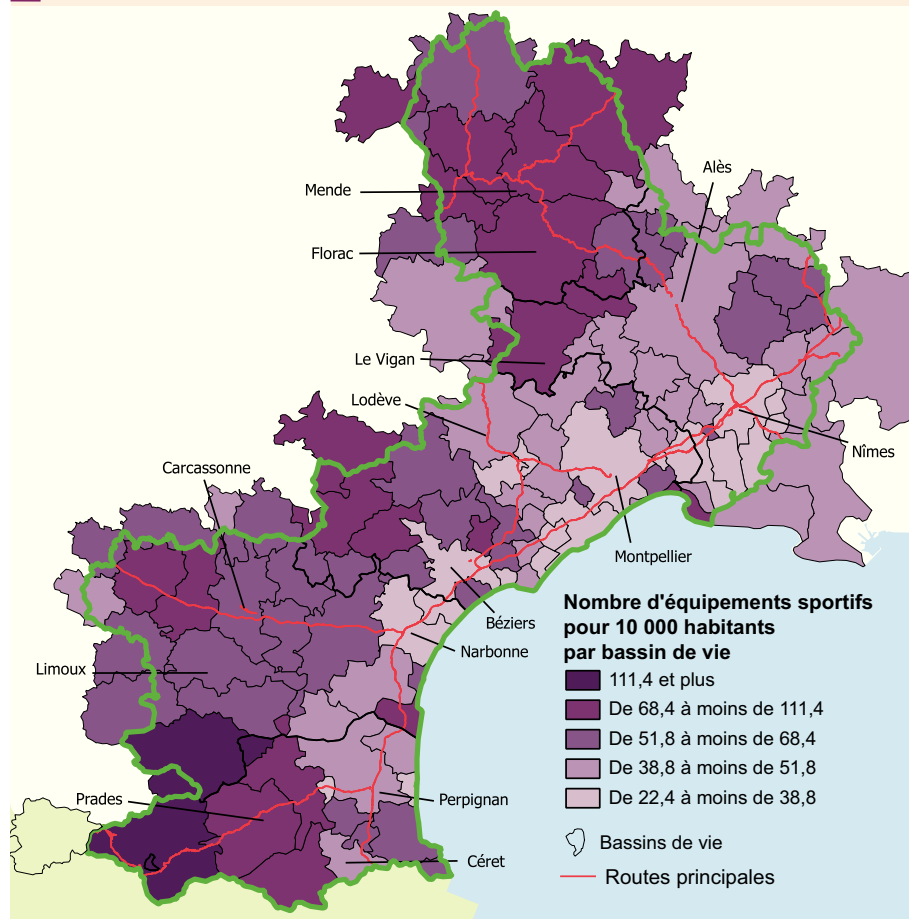 Alès
Mende
Florac
Le Vigan
Lodève
Nîmes
Carcassonne
Montpellier
Béziers
Narbonne
Limoux
Prades
Perpignan
Céret
Nombre d'équipements sportifs
pour 10 000 habitants
par bassin de vie
111,4 et plus
De 68,4 à moins de 111,4
De 51,8 à moins de 68,4
De 38,8 à moins de 51,8
De 22,4 à moins de 38,8
Bassins de vie
Routes principales